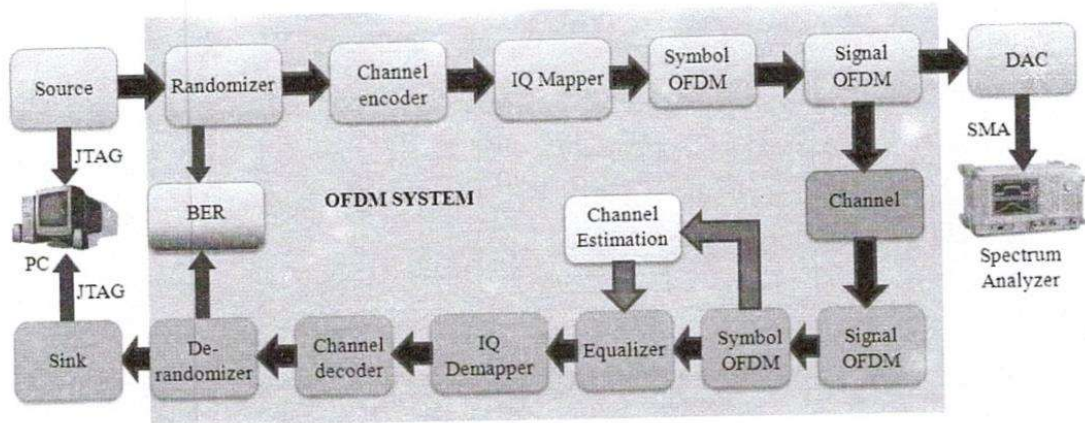 Source
Randomizer
Channel
encoder
IQ Mapper
Symbol
OFDM
Signal
OFDM
DAC
JTAG
SMA
BER
OFDM SYSTEM
Channel
Estimation
Channel
PC
Spectrum
Analyzer
JTAG
Sink
De-
randomizer
Channel
decoder
IQ
Demapper
Equalizer
Symbol
OFDM
Signal
OFDM